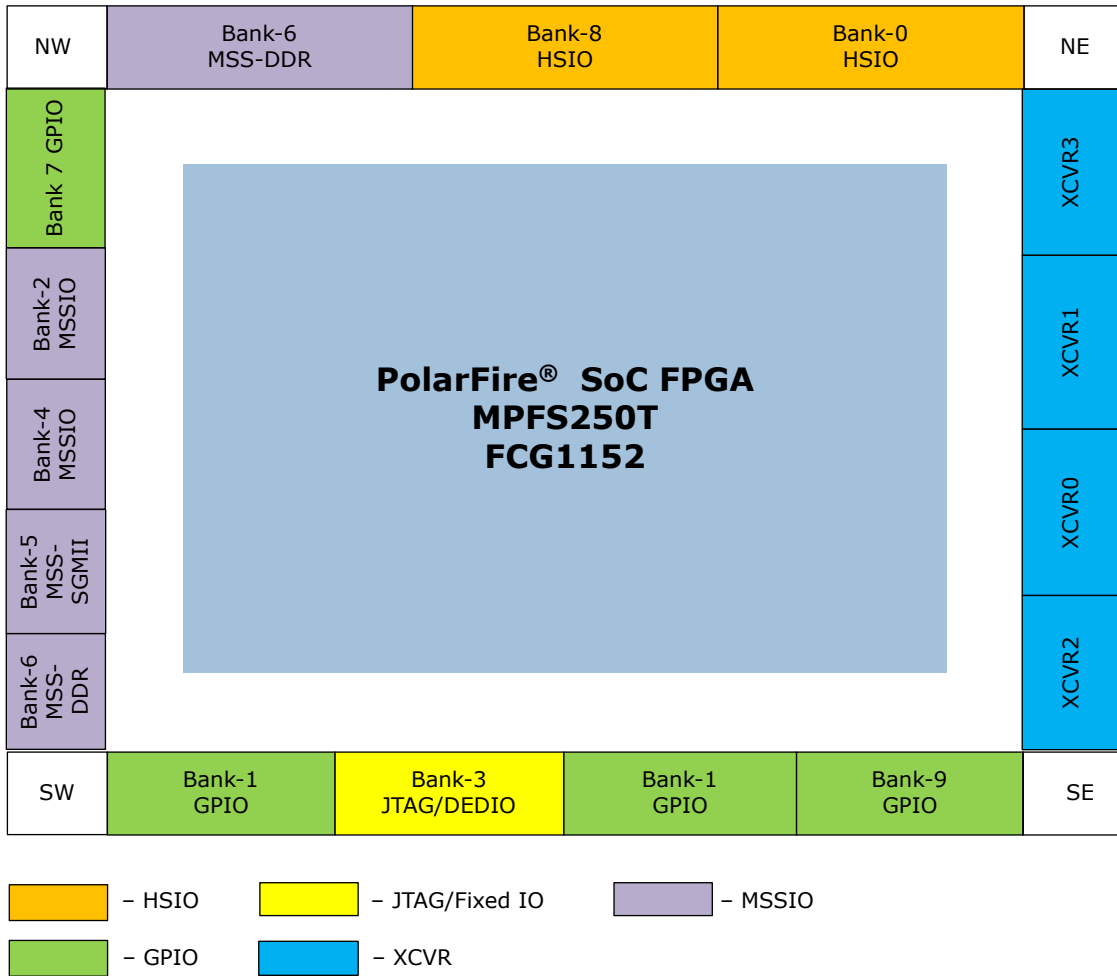 NW
Bank-6
MSS-DDR
Bank-8
HSIO
Bank-0
HSIO
NE
Bank 7 GPIO
Bank-2
MSSIO
Bank-4
MSSIO
Bank-5
MSS-
SGMII
Bank-6
MSS-
DDR
PolarFire® SoC FPGA
MPFS250T
FCG1152
XCVR3
XCVR1
XCVR0
XCVR2
SW
Bank-1
GPIO
Bank-3
JTAG/DEDIO
Bank-1
GPIO
Bank-9
GPIO
SE
– HSIO
– JTAG/Fixed IO
– MSSIO
– GPIO
– XCVR